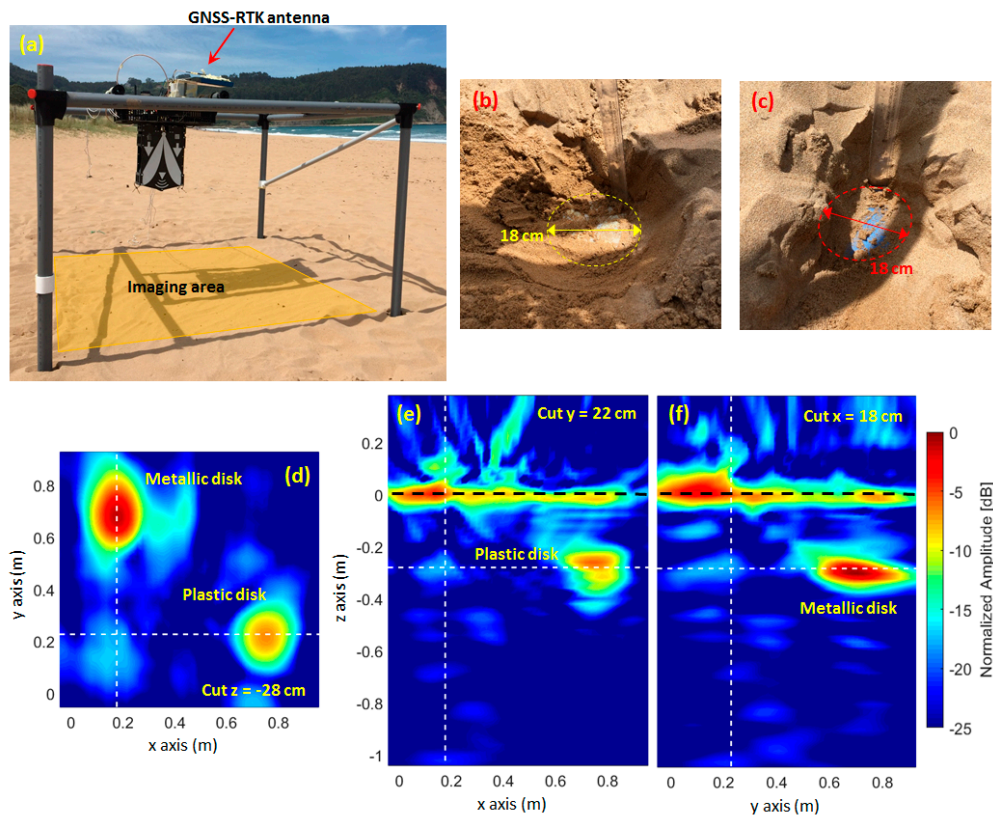 GNSS-RTK antenna
(a)
Imaging area
(b)
18 cm
(c)
18 cm
(d)
Metallic disk
Plastic disk
Cut z = -28 cm
y axis (m)
0.8
0.6
0.4
0.2
0
0
0.2
0.4
0.6
0.8
x axis (m)
(e)
Cut y = 22 cm
Plastic disk
z axis (m)
0.2
0
-0.2
-0.4
-0.6
-0.8
-1
0
0.2
0.4
0.6
0.8
x axis (m)
(f)
Cut x = 18 cm
Metallic disk
0
0.2
0.4
0.6
0.8
y axis (m)
0
-5
-10
-15
-20
-25
Normalized Amplitude [dB]